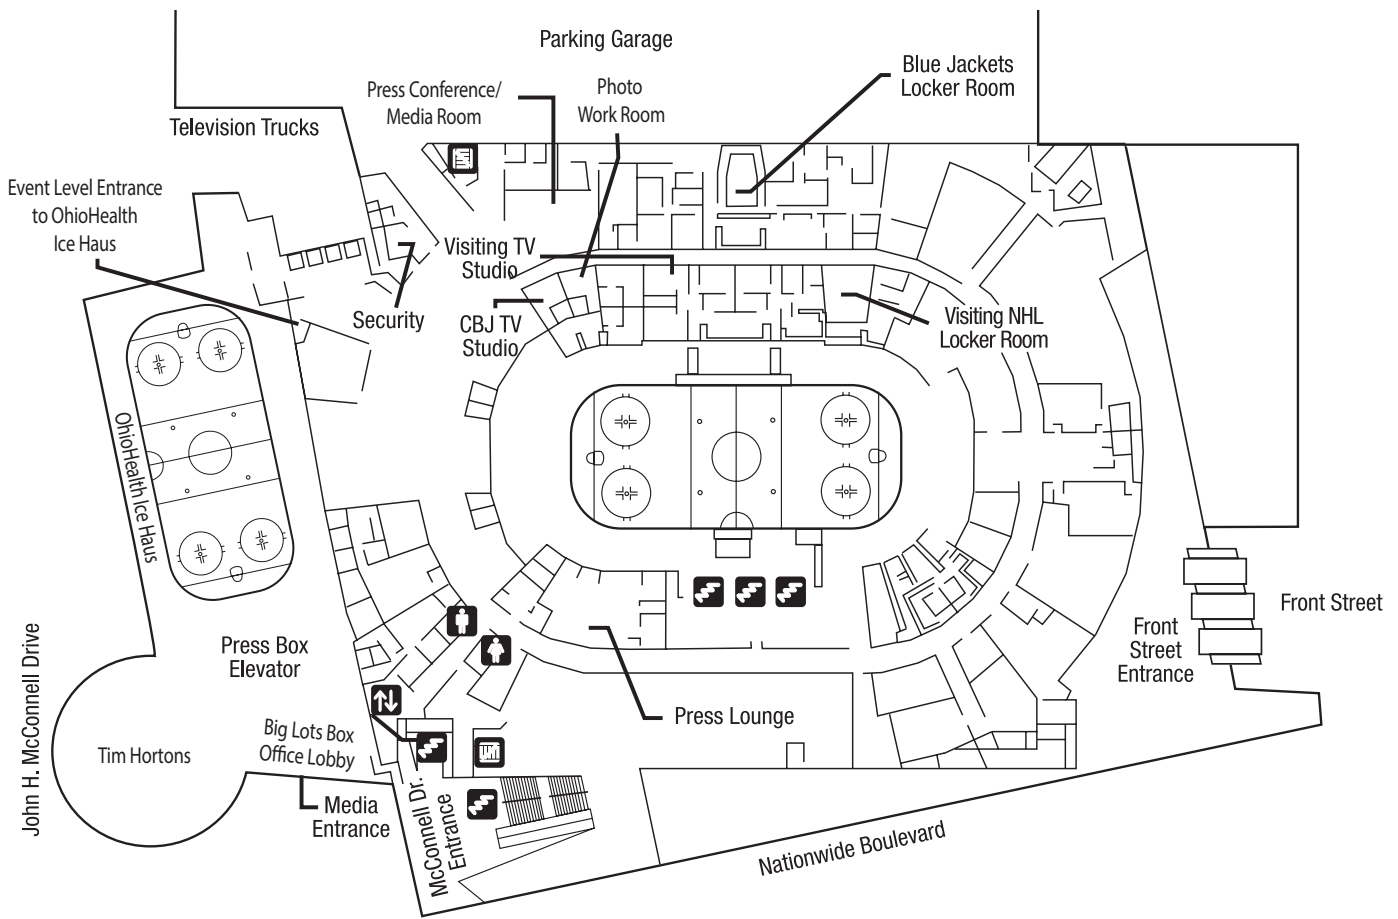 Parking Garage
Blue Jackets
Locker Room
Press Conference/
Media Room
Photo
Work Room
Television Trucks
Event Level Entrance
to OhioHealth
Ice Haus
Visiting TV
Studio
Security
CBJ TV
Studio
Visiting NHL
Locker Room
OhioHealth Ice Haus
Front Street
Front
Street
Entrance
John H. McConnell Drive
Press Box
Elevator
Press Lounge
Big Lots Box
Office Lobby
Tim Hortons
Media
Entrance
McConnell Dr.
Entrance
Nationwide Boulevard